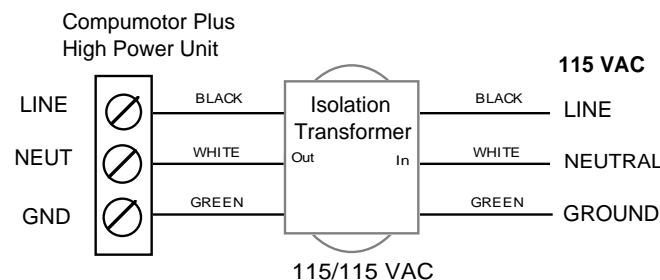 Compumotor Plus
High Power Unit
115 VAC
LINE BLACK Isolation Transformer BLACK LINE
NEUT WHITE Out In WHITE NEUTRAL
GND GREEN GREEN GROUND
115/115 VAC